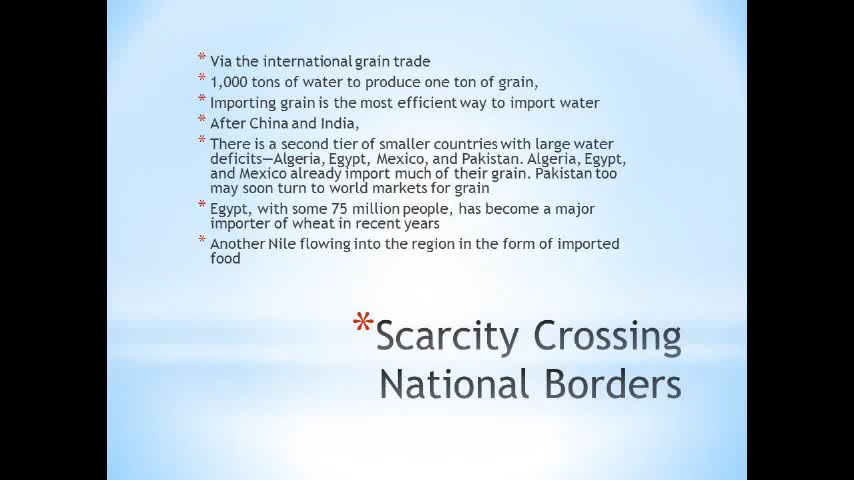 * Via the international grain trade
* 1,000 tons of water to produce one ton of grain,
* Importing grain is the most efficient way to import water
* After China and India,
* There is a second tier of smaller countries with large water
deficits—Algeria, Egypt, Mexico, and Pakistan. Algeria, Egypt,
and Mexico already import much of their grain. Pakistan too
may soon turn to world markets for grain
* Egypt, with some 75 million people, has become a major
importer of wheat in recent years
* Another Nile flowing into the region in the form of imported
food
* Scarcity Crossing
National Borders